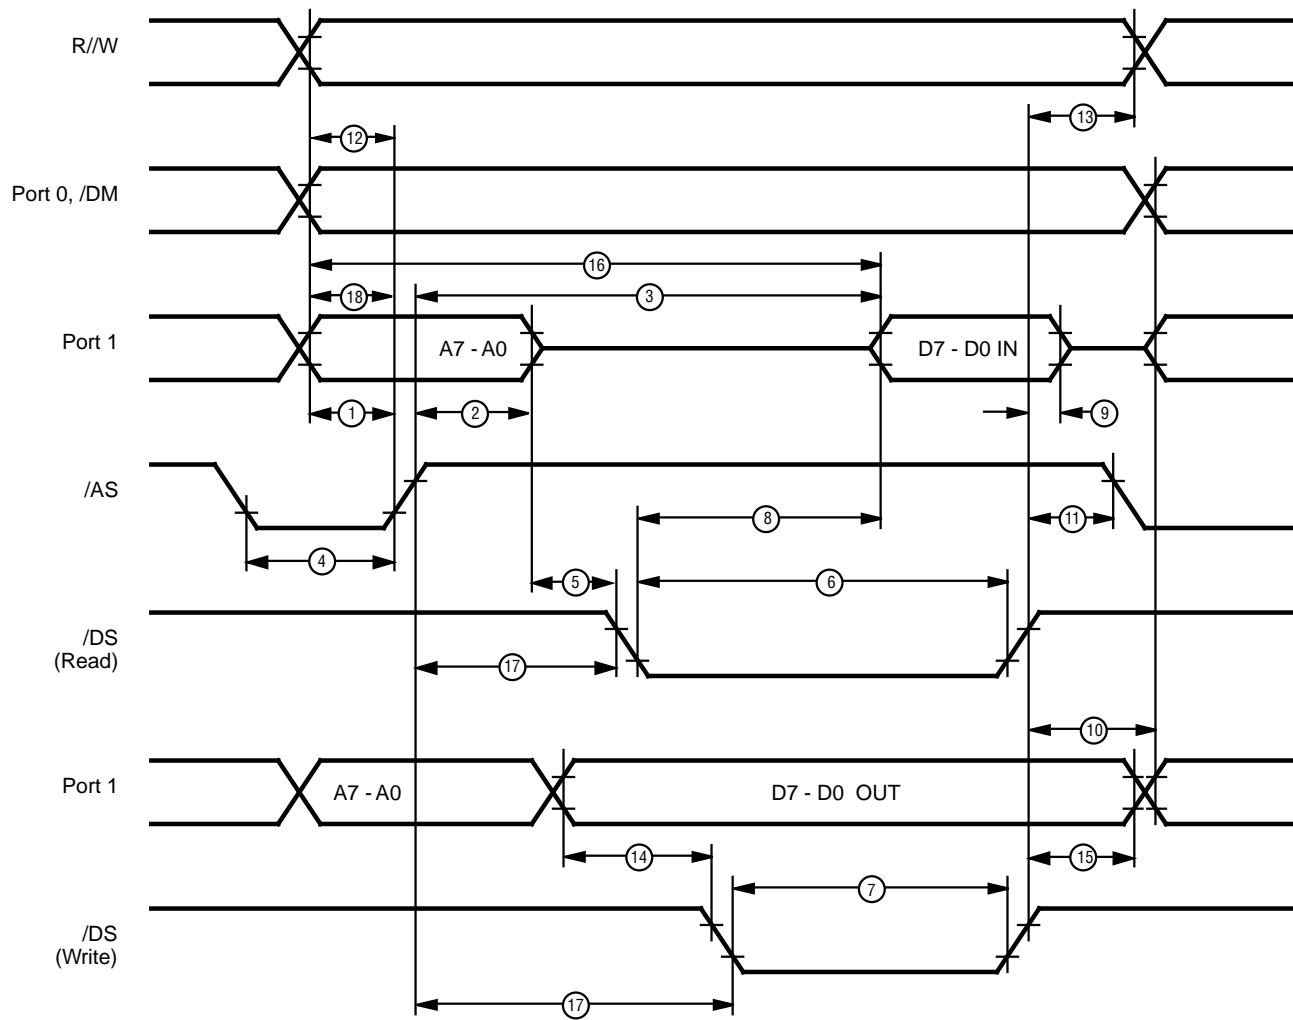 R//W
13
12
Port 0, /DM
16
18
3
Port 1
A7 - A0
D7 - D0 IN
1
2
9
/AS
8
11
4
5
6
/DS
(Read)
17
10
Port 1
A7 - A0
D7 - D0 OUT
14
15
7
/DS
(Write)
17